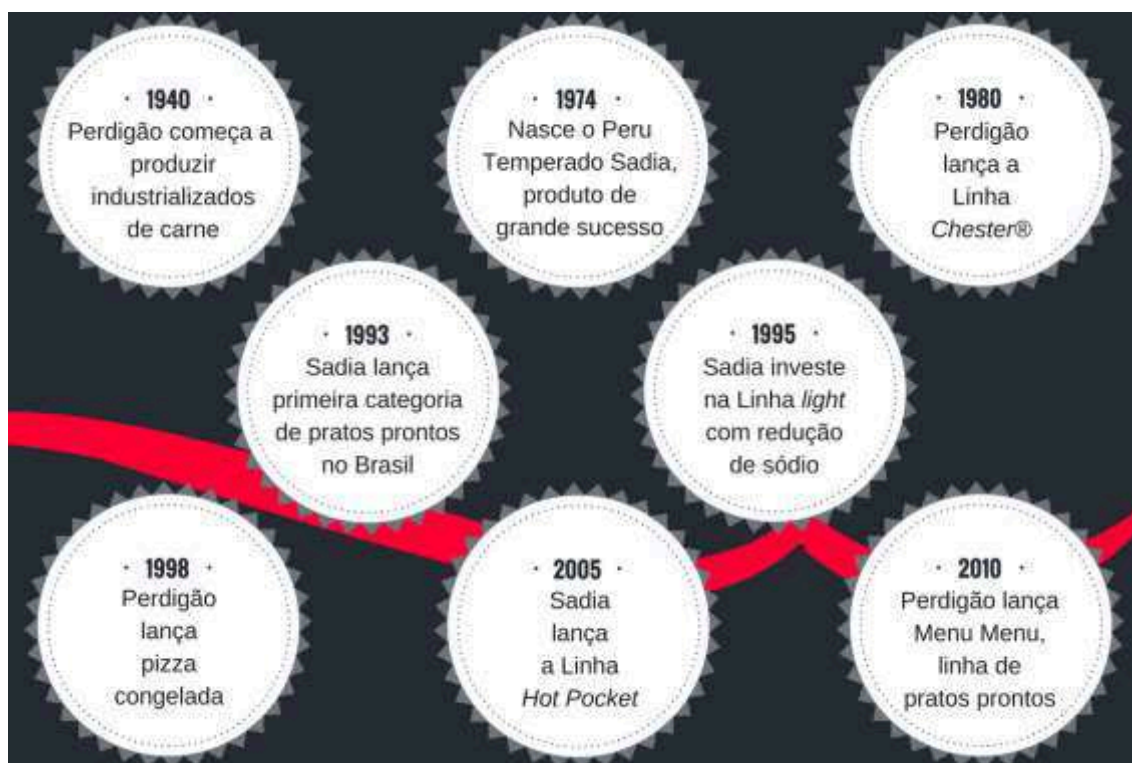 · 1940 ·
Perdigão começa a
produzir
industrializados
de carne
· 1974 ·
Nasce o Peru
Temperado Sadia,
produto de
grande sucesso
· 1980 ·
Perdigão
lança a
Linha
Chester®
· 1993 ·
Sadia lança
primeira categoria
de pratos prontos
no Brasil
· 1995 ·
Sadia investe
na Linha light
com redução
de sódio
· 1998 ·
Perdigão
lança
pizza
congelada
· 2005 ·
Sadia
lança
a Linha
Hot Pocket
· 2010 ·
Perdigão lança
Menu Menu,
linha de
pratos prontos